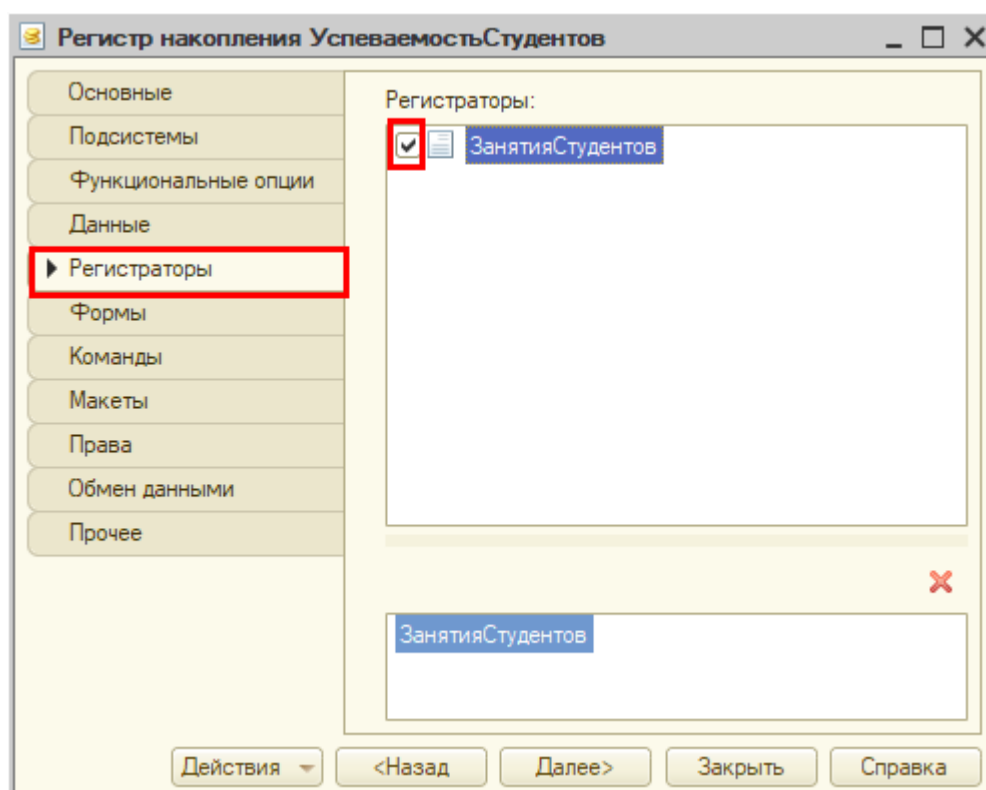 Регистр накопления УспеваемостьСтудентов
Основные
Подсистемы
Функциональные опции
Данные
Регистраторы
Формы
Команды
Макеты
Права
Обмен данными
Прочее
Регистраторы:
ЗанятияСтудентов
ЗанятияСтудентов
Действия
<Назад
Далее>
Закрыть
Справка